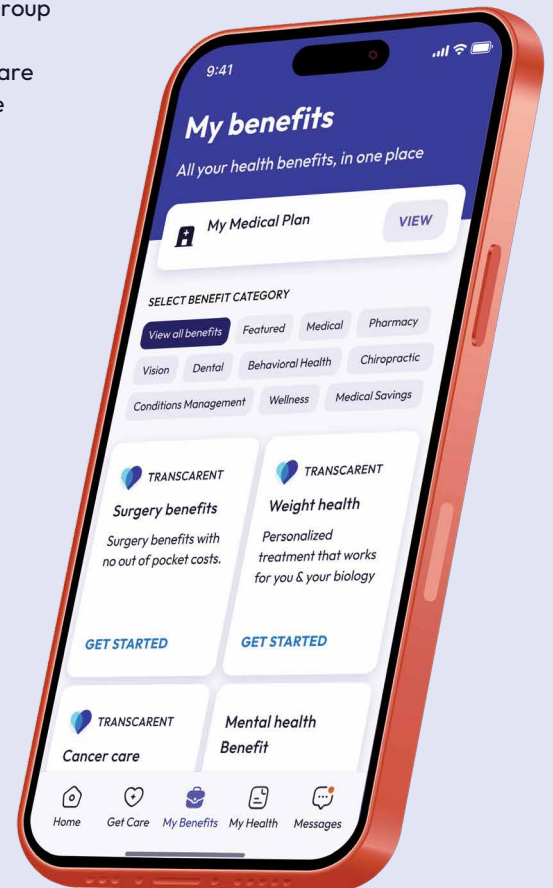 roup
are
e
9:41
My benefits
All your health benefits, in one place
My Medical Plan
VIEW
SELECT BENEFIT CATEGORY
View all benefits
Featured
Medical
Pharmacy
Vision
Dental
Behavioral Health
Chiropractic
Conditions Management
Wellness
Medical Savings
TRANSCARENT
Surgery benefits
Surgery benefits with
no out of pocket costs.
GET STARTED
TRANSCARENT
Weight health
Personalized
treatment that works
for you & your biology
GET STARTED
TRANSCARENT
Cancer care
Mental health
Benefit
Home
Get Care
My Benefits
My Health
Messages